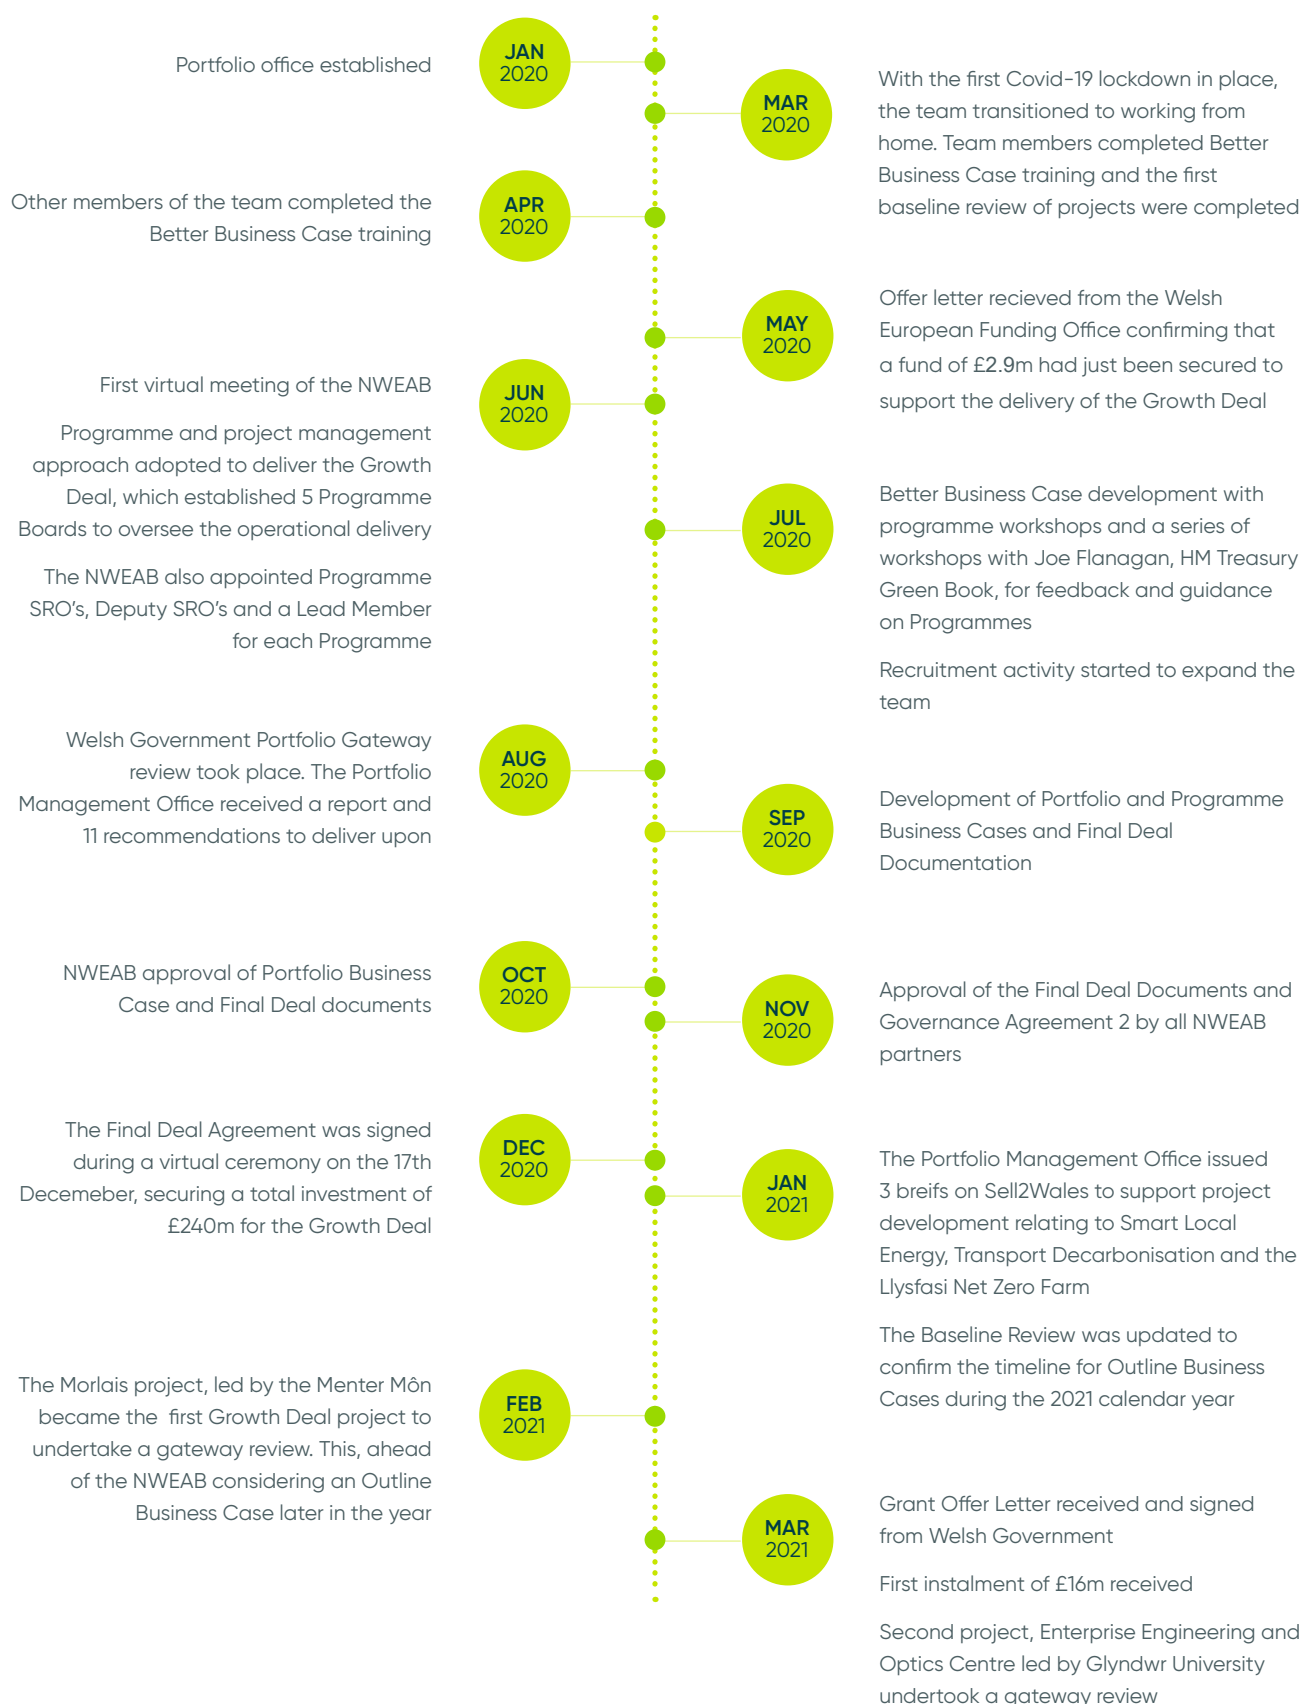 JAN
2020
Portfolio office established
MAR
2020
With the first Covid-19 lockdown in place,
the team transitioned to working from
home. Team members completed Better
Business Case training and the first
baseline review of projects were completed
APR
2020
Other members of the team completed the
Better Business Case training
MAY
2020
Offer letter recieved from the Welsh
European Funding Office confirming that
a fund of £2.9m had just been secured to
support the delivery of the Growth Deal
JUN
2020
First virtual meeting of the NWEAB
Programme and project management
approach adopted to deliver the Growth
Deal, which established 5 Programme
Boards to oversee the operational delivery
The NWEAB also appointed Programme
SRO's, Deputy SRO's and a Lead Member
for each Programme
JUL
2020
Better Business Case development with
programme workshops and a series of
workshops with Joe Flanagan, HM Treasury
Green Book, for feedback and guidance
on Programmes
Recruitment activity started to expand the
team
AUG
2020
Welsh Government Portfolio Gateway
review took place. The Portfolio
Management Office received a report and
11 recommendations to deliver upon
SEP
2020
Development of Portfolio and Programme
Business Cases and Final Deal
Documentation
OCT
2020
NWEAB approval of Portfolio Business
Case and Final Deal documents
NOV
2020
Approval of the Final Deal Documents and
Governance Agreement 2 by all NWEAB
partners
DEC
2020
The Final Deal Agreement was signed
during a virtual ceremony on the 17th
Decemeber, securing a total investment of
£240m for the Growth Deal
JAN
2021
The Portfolio Management Office issued
3 breifs on Sell2Wales to support project
development relating to Smart Local
Energy, Transport Decarbonisation and the
Llysfasi Net Zero Farm
The Baseline Review was updated to
confirm the timeline for Outline Business
Cases during the 2021 calendar year
FEB
2021
The Morlais project, led by the Menter Môn
became the first Growth Deal project to
undertake a gateway review. This, ahead
of the NWEAB considering an Outline
Business Case later in the year
MAR
2021
Grant Offer Letter received and signed
from Welsh Government
First instalment of £16m received
Second project, Enterprise Engineering and
Optics Centre led by Glyndwr University
undertook a gateway review